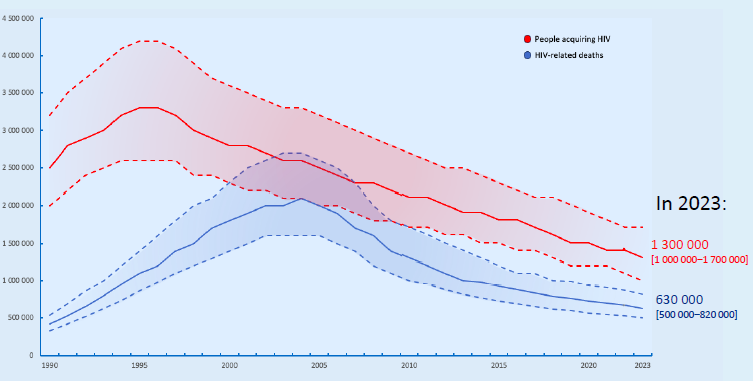 4 500 000
4 000 000
3 500 000
3 000 000
2 500 000
2 000 000
1 500 000
1 000 000
500 000
0
People acquiring HIV
HIV-related deaths
In 2023:
1 300 000
[1 000 000–1 700 000]
630 000
[500 000–820 000]
1990 1995 2000 2005 2010 2015 2020 2023